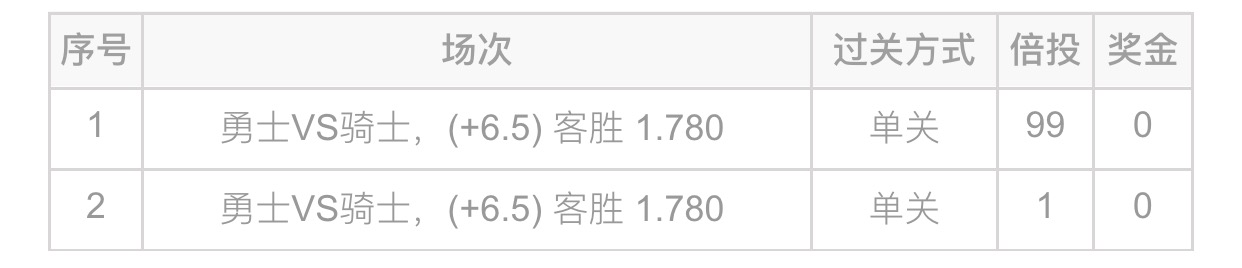 序号 场次 过关方式 倍投 奖金
1 勇士VS骑士，(+6.5) 客胜 1.780 单关 99 0
2 勇士VS骑士，(+6.5) 客胜 1.780 单关 1 0